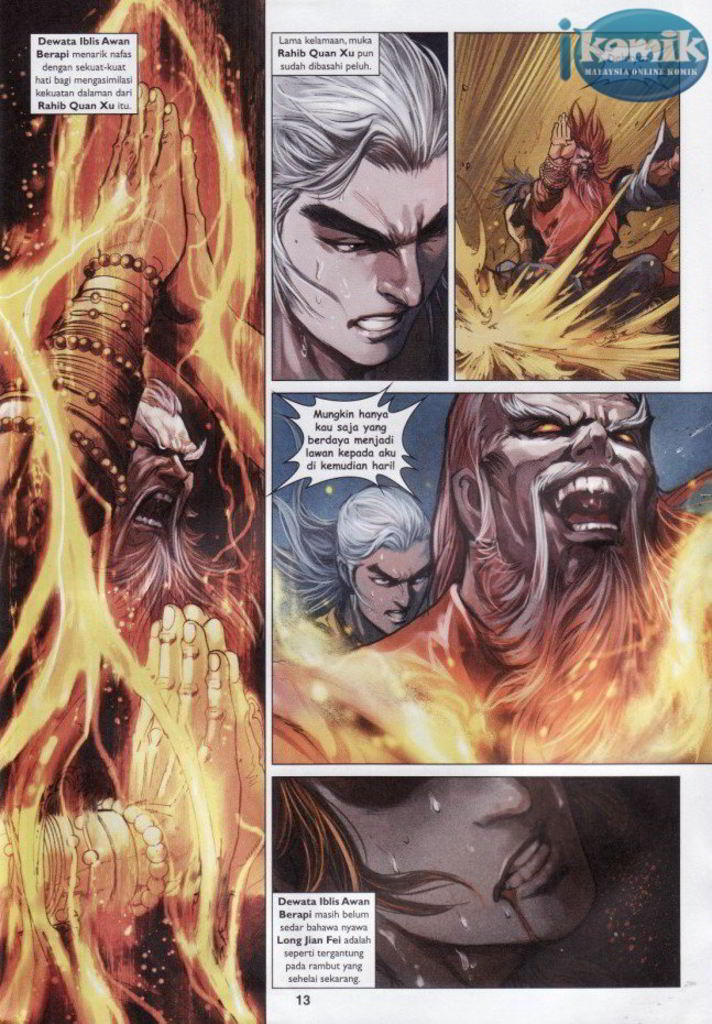 Dewata Iblis Awan
Berapi menarik nafas
dengan sekuat-kuat
hati bagi mengasimilasi
kekuatan dalaman dari
Rahib Quan Xu itu.
Lama kelamaan, muka
Rahib Quan Xu pun
sudah dibasahi peluh.
ikomik
MALAYSIA ONLINE KOMIK
Mungkin hanya
kau saja yang
berdaya menjadi
lawan kepada aku
di kemudian hari!
Dewata Iblis Awan
Berapi masih belum
sedar bahawa nyawa
Long Jian Fei adalah
seperti tergantung
pada rambut yang
sehelai sekarang.
13